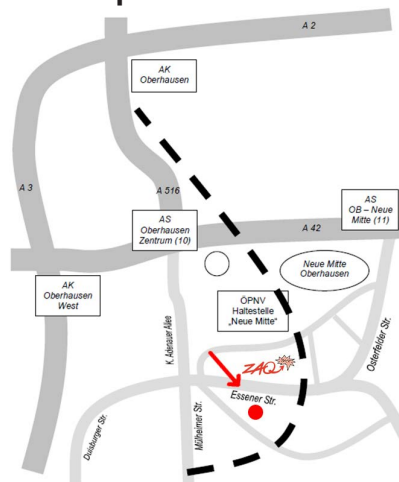 A 2
AK
Oberhausen
A 3
A 516
AS
OB – Neue
Mitte (11)
AS
Oberhausen
Zentrum (10)
A 42
Neue Mitte
Oberhausen
AK
Oberhausen
West
ÖPNV
Haltestelle
„Neue Mitte“
K. Adenauer Allee
Osterfelder Str.
ZAQ
Essener Str.
Duisburger Str.
Mülheimer Str.